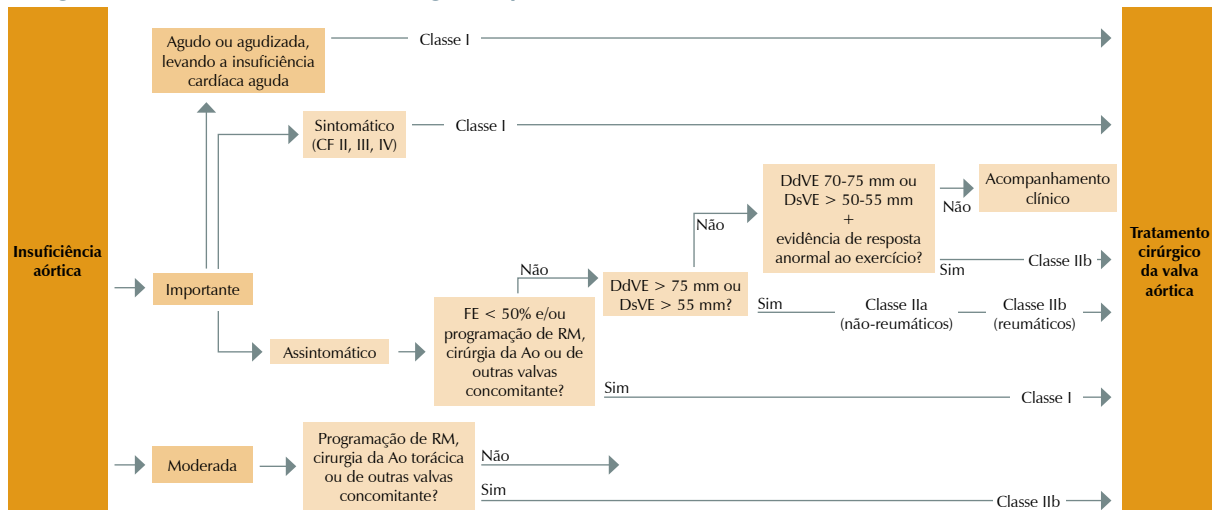 Insuficiência
aórtica
Agudo ou agudizada,
levando a insuficiência
cardíaca aguda
Classe I
Sintomático
(CF II, III, IV)
Classe I
Importante
Assintomático
FE < 50% e/ou
programação de RM,
cirúrgia da Ao ou de
outras valvas
concomitante?
Não
DdVE > 75 mm ou
DsVE > 55 mm?
Não
DdVE 70-75 mm ou
DsVE > 50-55 mm
+
evidência de resposta
anormal ao exercício?
Não
Acompanhamento
clínico
Sim
Classe IIb
Sim
Classe IIa
(não-reumáticos)
Classe IIb
(reumáticos)
Sim
Classe I
Moderada
Programação de RM,
cirurgia da Ao torácica
ou de outras valvas
concomitante?
Não
Sim
Classe IIb
Tratamento
cirúrgico
da valva
aórtica